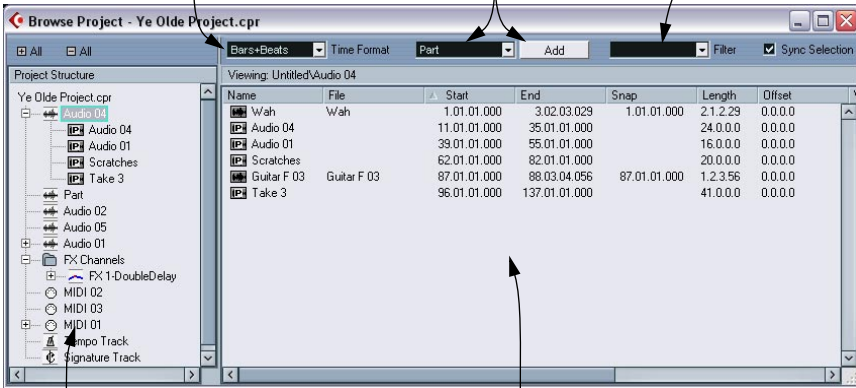 Browse Project - Ye Olde Project.cpr
All All Bars+Beats Time Format Part Add Filter Sync Selection
Project Structure Viewing: Untitled\Audio 04
Ye Olde Project.cpr
Audio 04
Audio 04
Audio 01
Scratches
Take 3
Part
Audio 02
Audio 05
Audio 01
FX Channels
FX 1-DoubleDelay
MIDI 02
MIDI 03
MIDI 01
Tempo Track
Signature Track
Name File Start End Snap Length Offset
Wah Wah 1.01.01.000 3.02.03.029 1.01.01.000 2.1.2.29 0.0.0.0
Audio 04 11.01.01.000 35.01.01.000 24.0.0.0 0.0.0.0
Audio 01 39.01.01.000 55.01.01.000 16.0.0.0 0.0.0.0
Scratches 62.01.01.000 82.01.01.000 20.0.0.0 0.0.0.0
Guitar F 03 Guitar F 03 87.01.01.000 88.03.04.056 87.01.01.000 1.2.3.56 0.0.0.0
Take 3 96.01.01.000 137.01.01.000 41.0.0.0 0.0.0.0